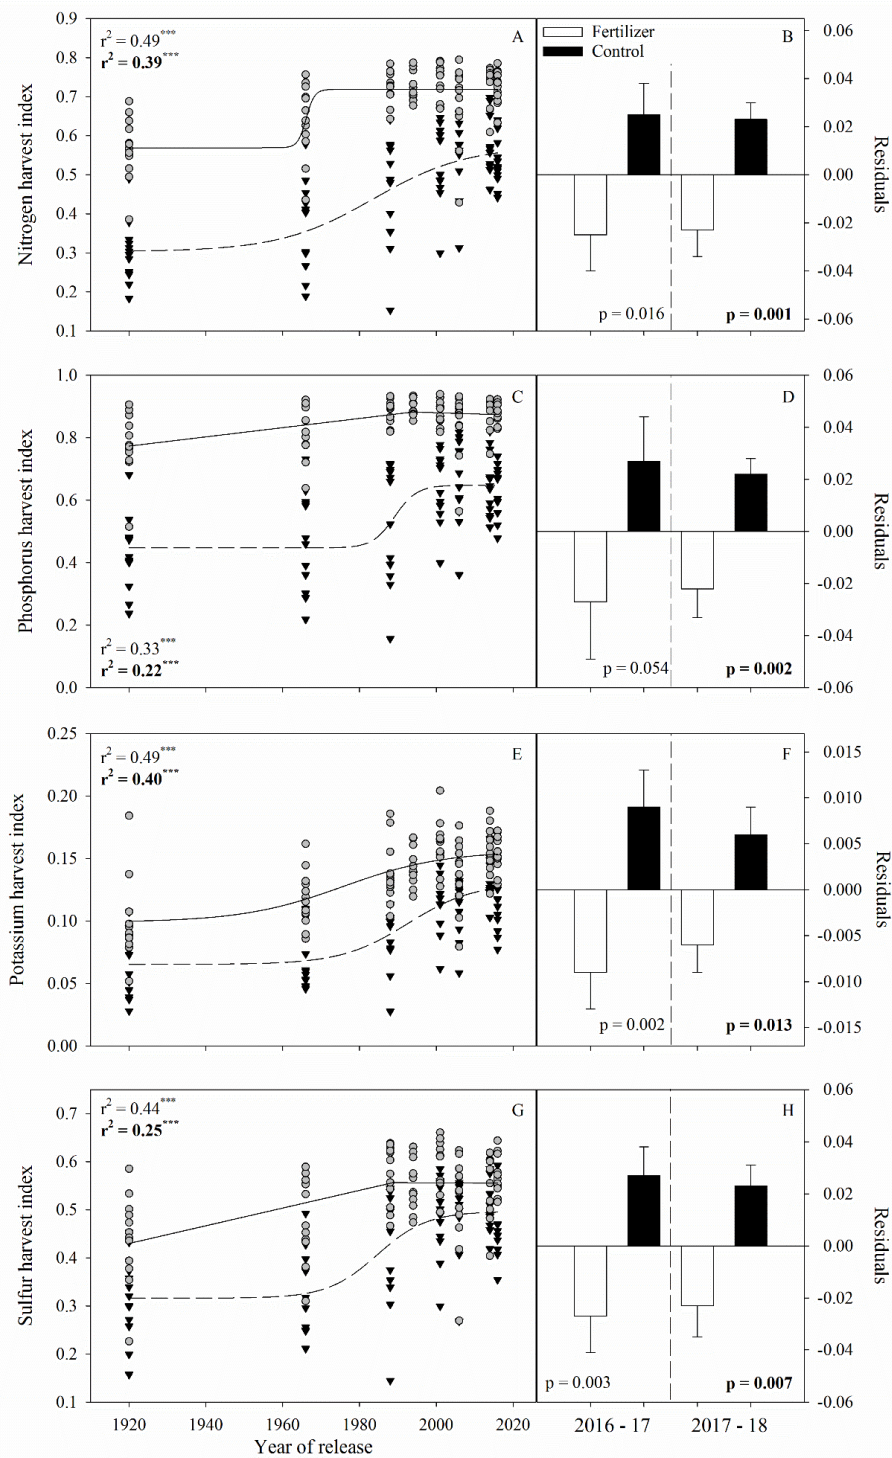 Nitrogen harvest index
0.9
0.8
0.7
0.6
0.5
0.4
0.3
0.2
0.1
r² = 0.49***
r² = 0.39***
A
Fertilizer
Control
B
p = 0.016
p = 0.001
0.06
0.04
0.02
0.00
-0.02
-0.04
-0.06
Residuals
Phosphorus harvest index
1.0
0.8
0.6
0.4
0.2
0.0
C
r² = 0.33***
r² = 0.22***
D
p = 0.054
p = 0.002
0.06
0.04
0.02
0.00
-0.02
-0.04
-0.06
Residuals
Potassium harvest index
0.25
0.20
0.15
0.10
0.05
0.00
r² = 0.49***
r² = 0.40***
E
F
p = 0.002
p = 0.013
0.015
0.010
0.005
0.000
-0.005
-0.010
-0.015
Residuals
Sulfur harvest index
0.7
0.6
0.5
0.4
0.3
0.2
0.1
r² = 0.44***
r² = 0.25***
G
H
p = 0.003
p = 0.007
0.06
0.04
0.02
0.00
-0.02
-0.04
-0.06
Residuals
1920 1940 1960 1980 2000 2020
Year of release
2016 - 17 2017 - 18